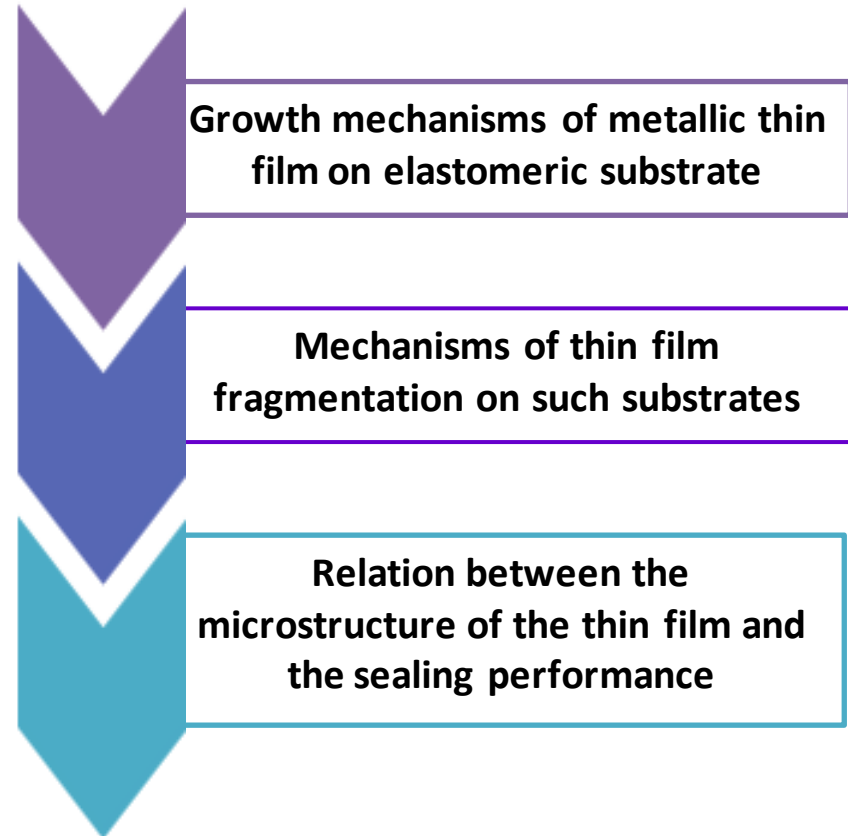 Growth mechanisms of metallic thin
film on elastomeric substrate
Mechanisms of thin film
fragmentation on such substrates
Relation between the
microstructure of the thin film and
the sealing performance